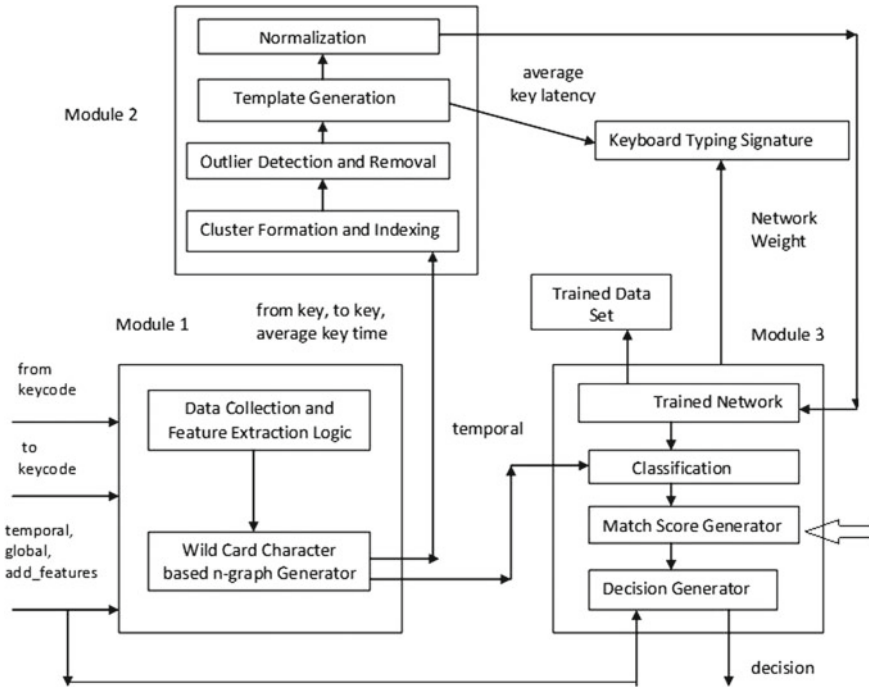 Normalization
Template Generation
average
key latency
Module 2
Keyboard Typing Signature
Outlier Detection and Removal
Cluster Formation and Indexing
Network
Weight
Trained Data
Set
from key, to key,
average key time
Module 1
Module 3
from
keycode
Data Collection and
Feature Extraction Logic
Trained Network
temporal
to
keycode
Classification
temporal,
global,
add_features
Wild Card Character
based n-graph Generator
Match Score Generator
Decision Generator
decision